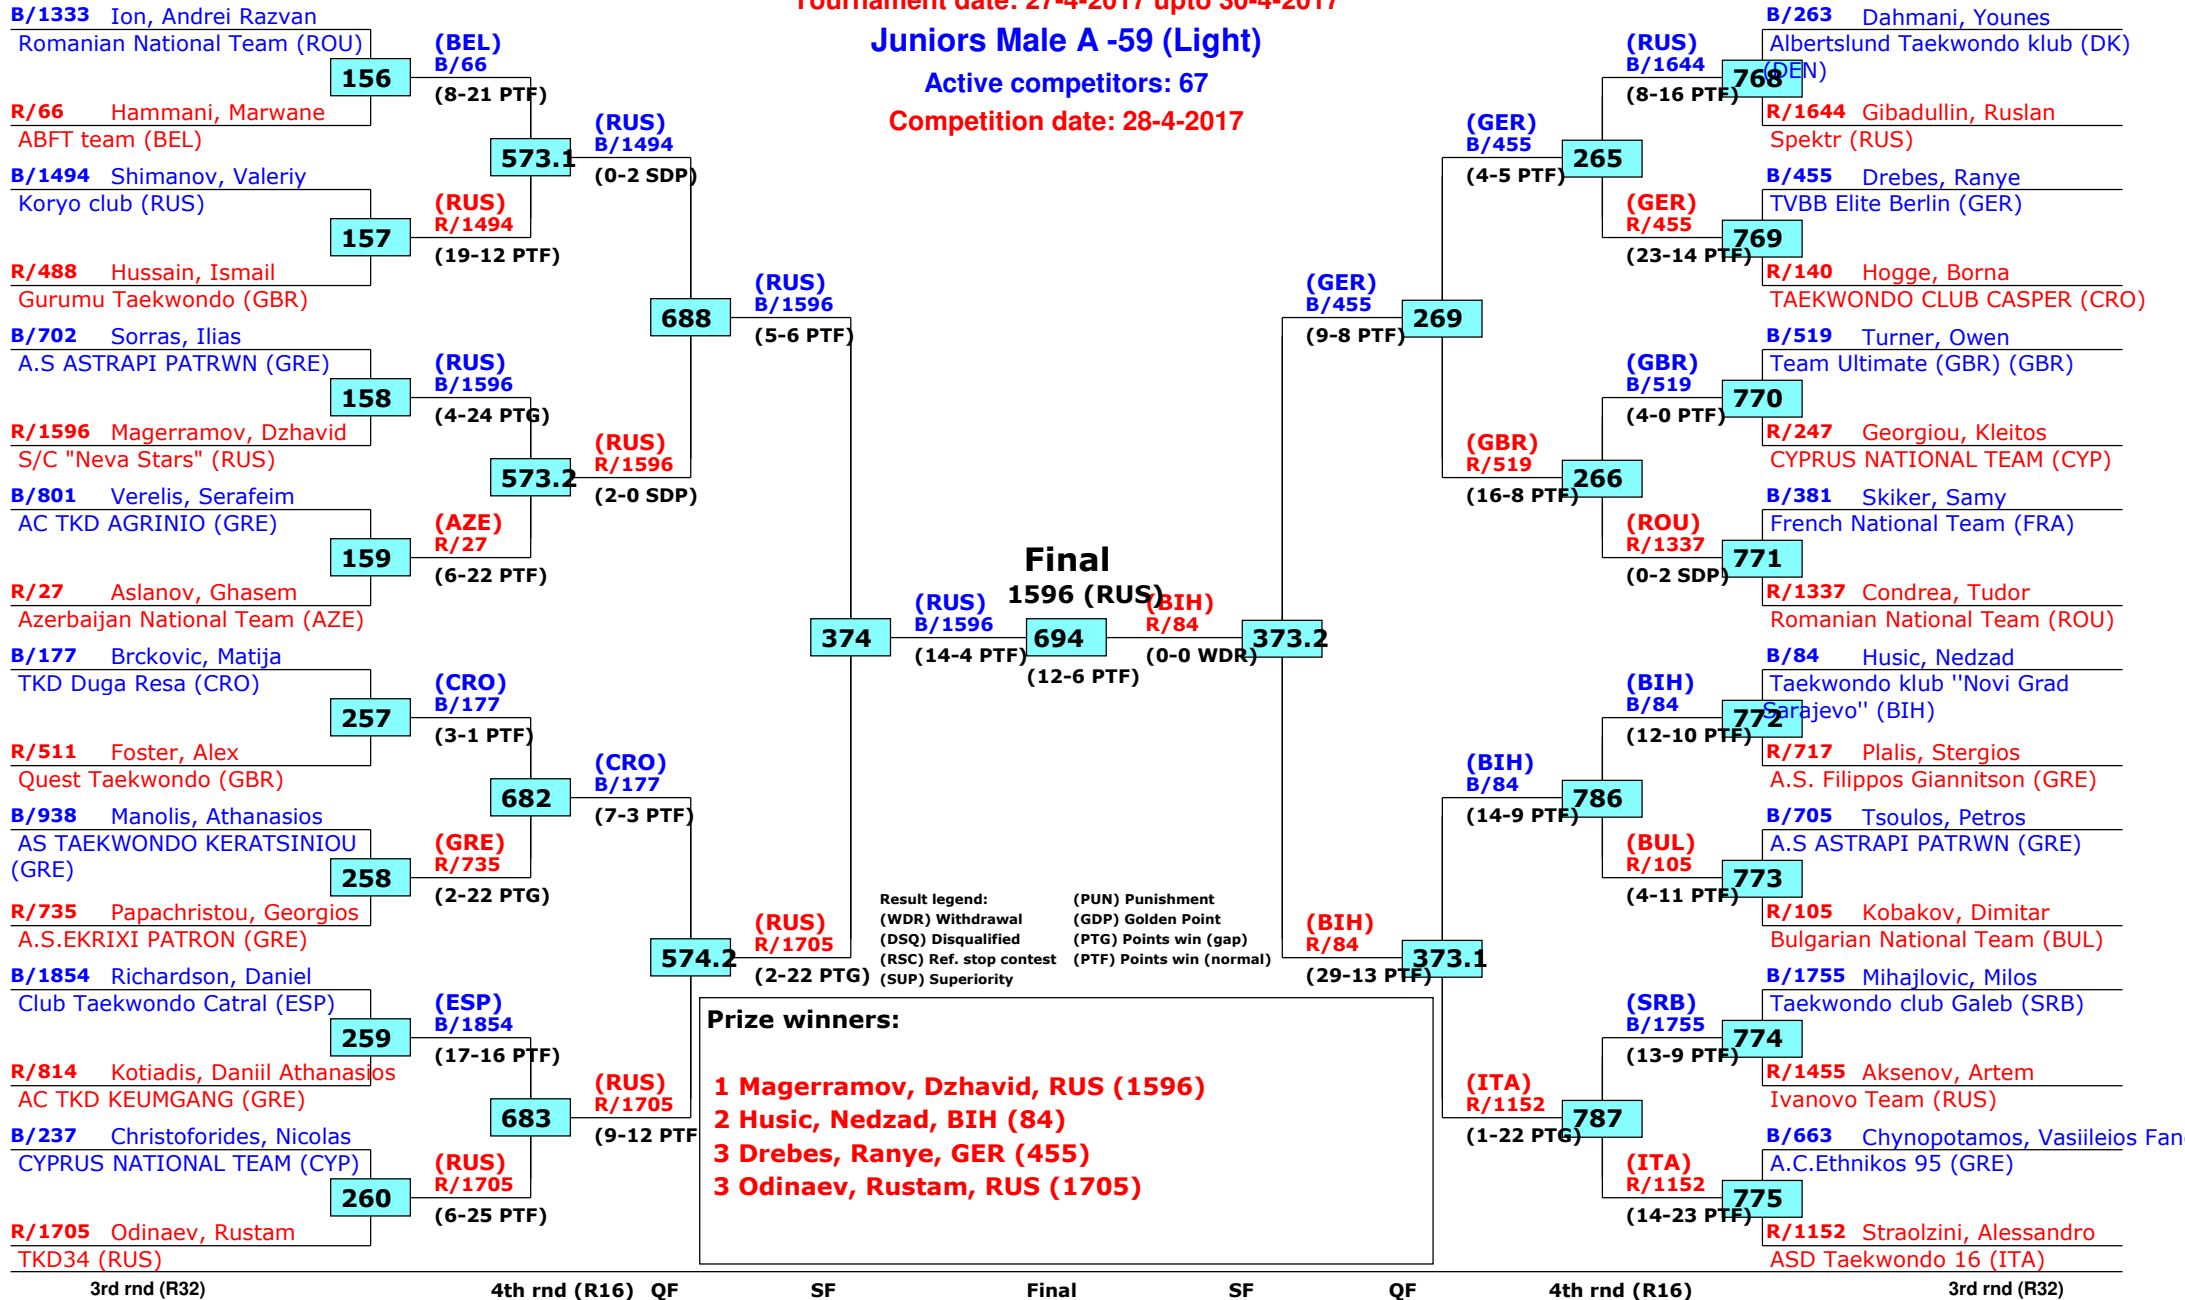 Tournament date: 27-4-2017 upto 30-4-2017
Juniors Male A -59 (Light)
Active competitors: 67
Competition date: 28-4-2017
B/1333 Ion, Andrei Razvan
Romanian National Team (ROU)
156
R/66 Hammani, Marwane
ABFT team (BEL)
B/1494 Shimanov, Valeriy
Koryo club (RUS)
157
R/488 Hussain, Ismail
Gurumu Taekwondo (GBR)
B/702 Sorras, Ilias
A.S ASTRAPI PATRWN (GRE)
158
R/1596 Magerramov, Dzhavid
S/C "Neva Stars" (RUS)
B/801 Verelis, Serafeim
AC TKD AGRINIO (GRE)
159
R/27 Aslanov, Ghasem
Azerbaijan National Team (AZE)
B/177 Brckovic, Matija
TKD Duga Resa (CRO)
257
R/511 Foster, Alex
Quest Taekwondo (GBR)
B/938 Manolis, Athanasios
AS TAEKWONDO KERATSINIOU
(GRE)
258
R/735 Papachristou, Georgios
A.S.EKRIXI PATRON (GRE)
B/1854 Richardson, Daniel
Club Taekwondo Catral (ESP)
259
R/814 Kotiadis, Daniil Athanasios
AC TKD KEUMGANG (GRE)
B/237 Christoforides, Nicolas
CYPRUS NATIONAL TEAM (CYP)
260
R/1705 Odinaev, Rustam
TKD34 (RUS)
(BEL)
B/66
(8-21 PTF)
573.1
(RUS)
R/1494
(19-12 PTF)
(RUS)
B/1596
(4-24 PTG)
573.2
(AZE)
R/27
(6-22 PTF)
(CRO)
B/177
(3-1 PTF)
682
(GRE)
R/735
(2-22 PTG)
(ESP)
B/1854
(17-16 PTF)
683
(RUS)
R/1705
(6-25 PTF)
(RUS)
B/1494
(0-2 SDP)
688
(RUS)
R/1596
(2-0 SDP)
(CRO)
B/177
(7-3 PTF)
574.2
(RUS)
R/1705
(9-12 PTF
(RUS)
B/1596
(5-6 PTF)
374
(RUS)
R/1705
(2-22 PTG)
(RUS)
B/1596
(14-4 PTF)
Final
1596 (RUS)
694
(12-6 PTF)
(BIH)
R/84
(0-0 WDR)
373.2
(GER)
B/455
(9-8 PTF)
269
(BIH)
R/84
(29-13 PTF)
373.1
(GER)
B/455
(4-5 PTF)
265
(GBR)
R/519
(16-8 PTF)
266
(BIH)
B/84
(14-9 PTF)
786
(ITA)
R/1152
(1-22 PTG)
787
(RUS)
B/1644
(8-16 PTF)
(GER)
R/455
(23-14 PTF)
(GBR)
B/519
(4-0 PTF)
(ROU)
R/1337
(0-2 SDP)
(BIH)
B/84
(12-10 PTF)
(BUL)
R/105
(4-11 PTF)
(SRB)
B/1755
(13-9 PTF)
(ITA)
R/1152
(14-23 PTF)
B/263 Dahmani, Younes
Albertslund Taekwondo klub (DK)
(DEN)
768
R/1644 Gibadullin, Ruslan
Spektr (RUS)
B/455 Drebes, Ranye
TVBB Elite Berlin (GER)
769
R/140 Hogge, Borna
TAEKWONDO CLUB CASPER (CRO)
B/519 Turner, Owen
Team Ultimate (GBR) (GBR)
770
R/247 Georgiou, Kleitos
CYPRUS NATIONAL TEAM (CYP)
B/381 Skiker, Samy
French National Team (FRA)
771
R/1337 Condrea, Tudor
Romanian National Team (ROU)
B/84 Husic, Nedzad
Taekwondo klub ''Novi Grad
Sarajevo'' (BIH)
772
R/717 Plalis, Stergios
A.S. Filippos Giannitson (GRE)
B/705 Tsoulos, Petros
A.S ASTRAPI PATRWN (GRE)
773
R/105 Kobakov, Dimitar
Bulgarian National Team (BUL)
B/1755 Mihajlovic, Milos
Taekwondo club Galeb (SRB)
774
R/1455 Aksenov, Artem
Ivanovo Team (RUS)
B/663 Chynopotamos, Vasiileios Fan
A.C.Ethnikos 95 (GRE)
775
R/1152 Straolzini, Alessandro
ASD Taekwondo 16 (ITA)
Result legend:
(WDR) Withdrawal
(DSQ) Disqualified
(RSC) Ref. stop contest
(SUP) Superiority
(PUN) Punishment
(GDP) Golden Point
(PTG) Points win (gap)
(PTF) Points win (normal)
Prize winners:
1 Magerramov, Dzhavid, RUS (1596)
2 Husic, Nedzad, BIH (84)
3 Drebes, Ranye, GER (455)
3 Odinaev, Rustam, RUS (1705)
3rd rnd (R32) 4th rnd (R16) QF SF Final SF QF 4th rnd (R16) 3rd rnd (R32)